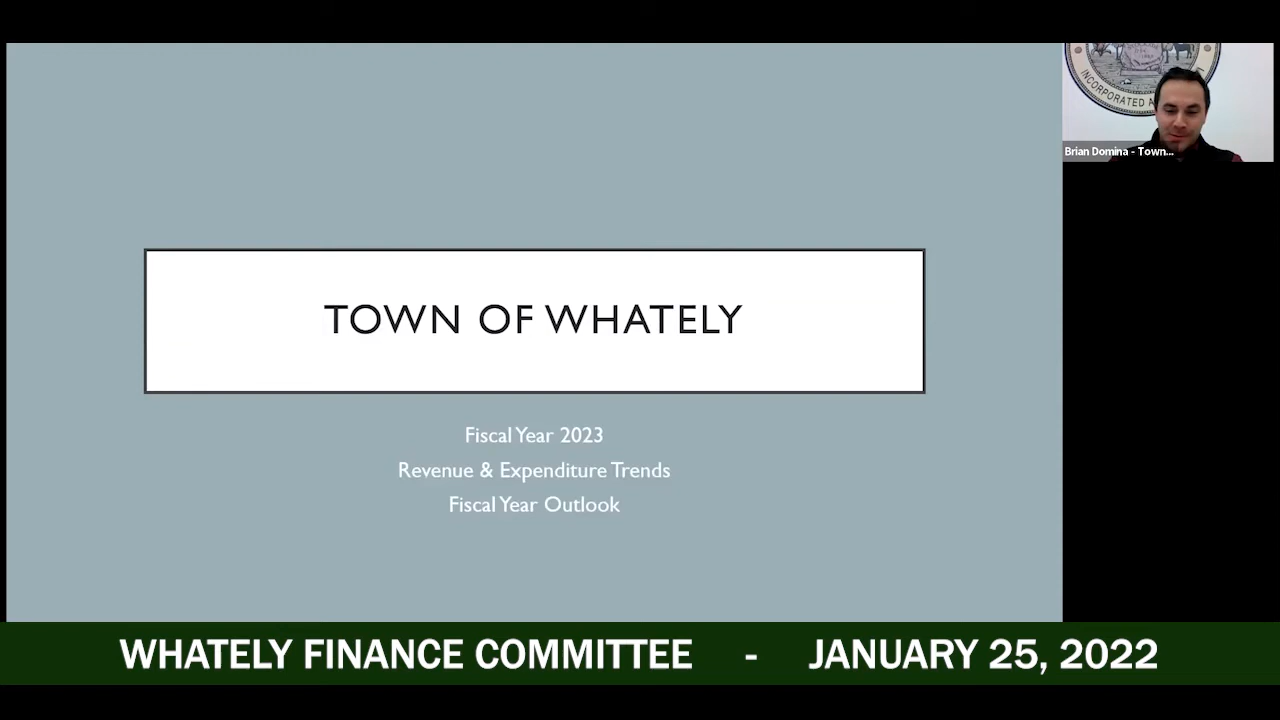 INCORPORATED A
Brian Domina - Town...
TOWN OF WHATELY
Fiscal Year 2023
Revenue & Expenditure Trends
Fiscal Year Outlook
WHATELY FINANCE COMMITTEE - JANUARY 25, 2022